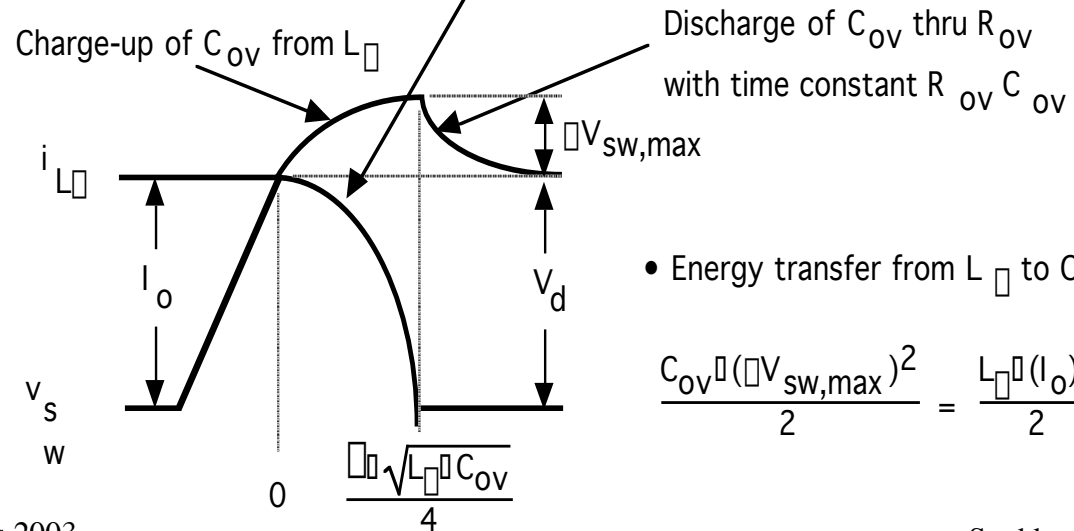 Charge-up of C ov from L▯
Discharge of C ov thru R ov
with time constant R ov C ov
▯V sw,max
i L▯
I o
V d
• Energy transfer from L ▯ to C
C ov ▯ (▯V sw,max )2
2
=
L▯ ▯ (I o)
2
v s w
0
▯▯ √L▯ ▯ C ov
4
2003